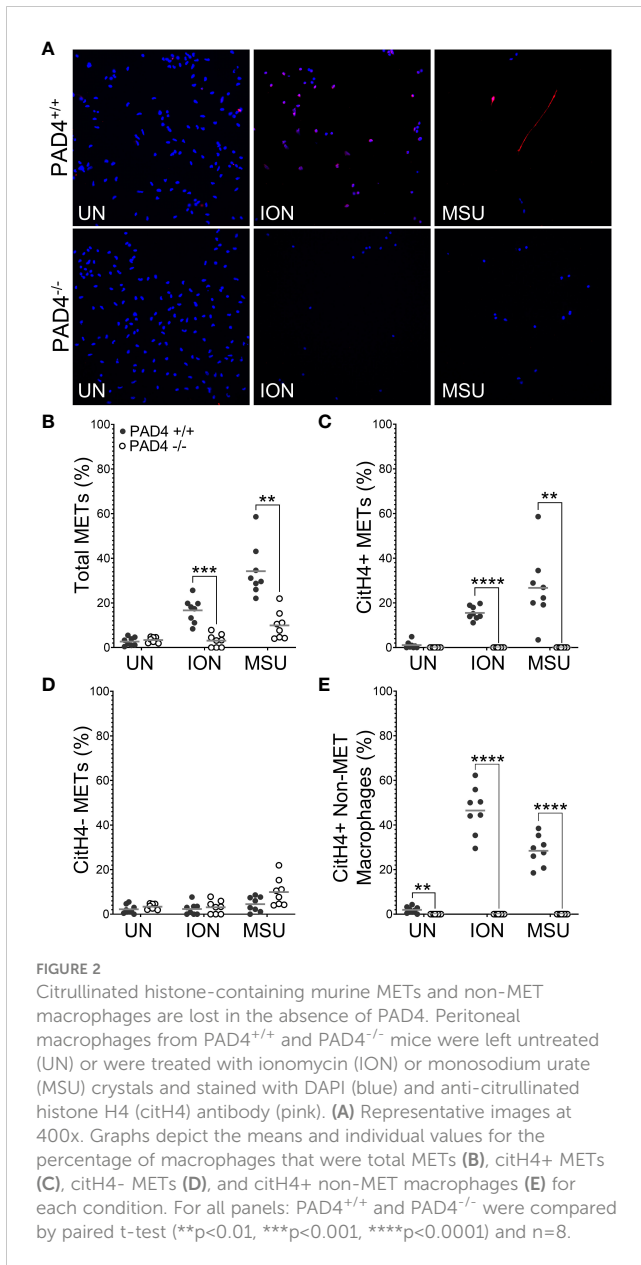 A
PAD4+/+
UN
ION
MSU
PAD4-/-
UN
ION
MSU
B
● PAD4 +/+
○ PAD4 -/-
Total METs (%)
100
80
60
40
20
0
***
**
UN ION MSU
C
CitH4+ METs (%)
100
80
60
40
20
0
****
**
UN ION MSU
D
CitH4- METs (%)
100
80
60
40
20
0
UN ION MSU
E
CitH4+ Non-MET
Macrophages (%)
100
80
60
40
20
0
**
****
****
UN ION MSU
FIGURE 2
Citrullinated histone-containing murine METs and non-MET
macrophages are lost in the absence of PAD4. Peritoneal
macrophages from PAD4+/+ and PAD4-/- mice were left untreated
(UN) or were treated with ionomycin (ION) or monosodium urate
(MSU) crystals and stained with DAPI (blue) and anti-citrullinated
histone H4 (citH4) antibody (pink). (A) Representative images at
400x. Graphs depict the means and individual values for the
percentage of macrophages that were total METs (B), citH4+ METs
(C), citH4- METs (D), and citH4+ non-MET macrophages (E) for
each condition. For all panels: PAD4+/+ and PAD4-/- were compared
by paired t-test (**p<0.01, ***p<0.001, ****p<0.0001) and n=8.